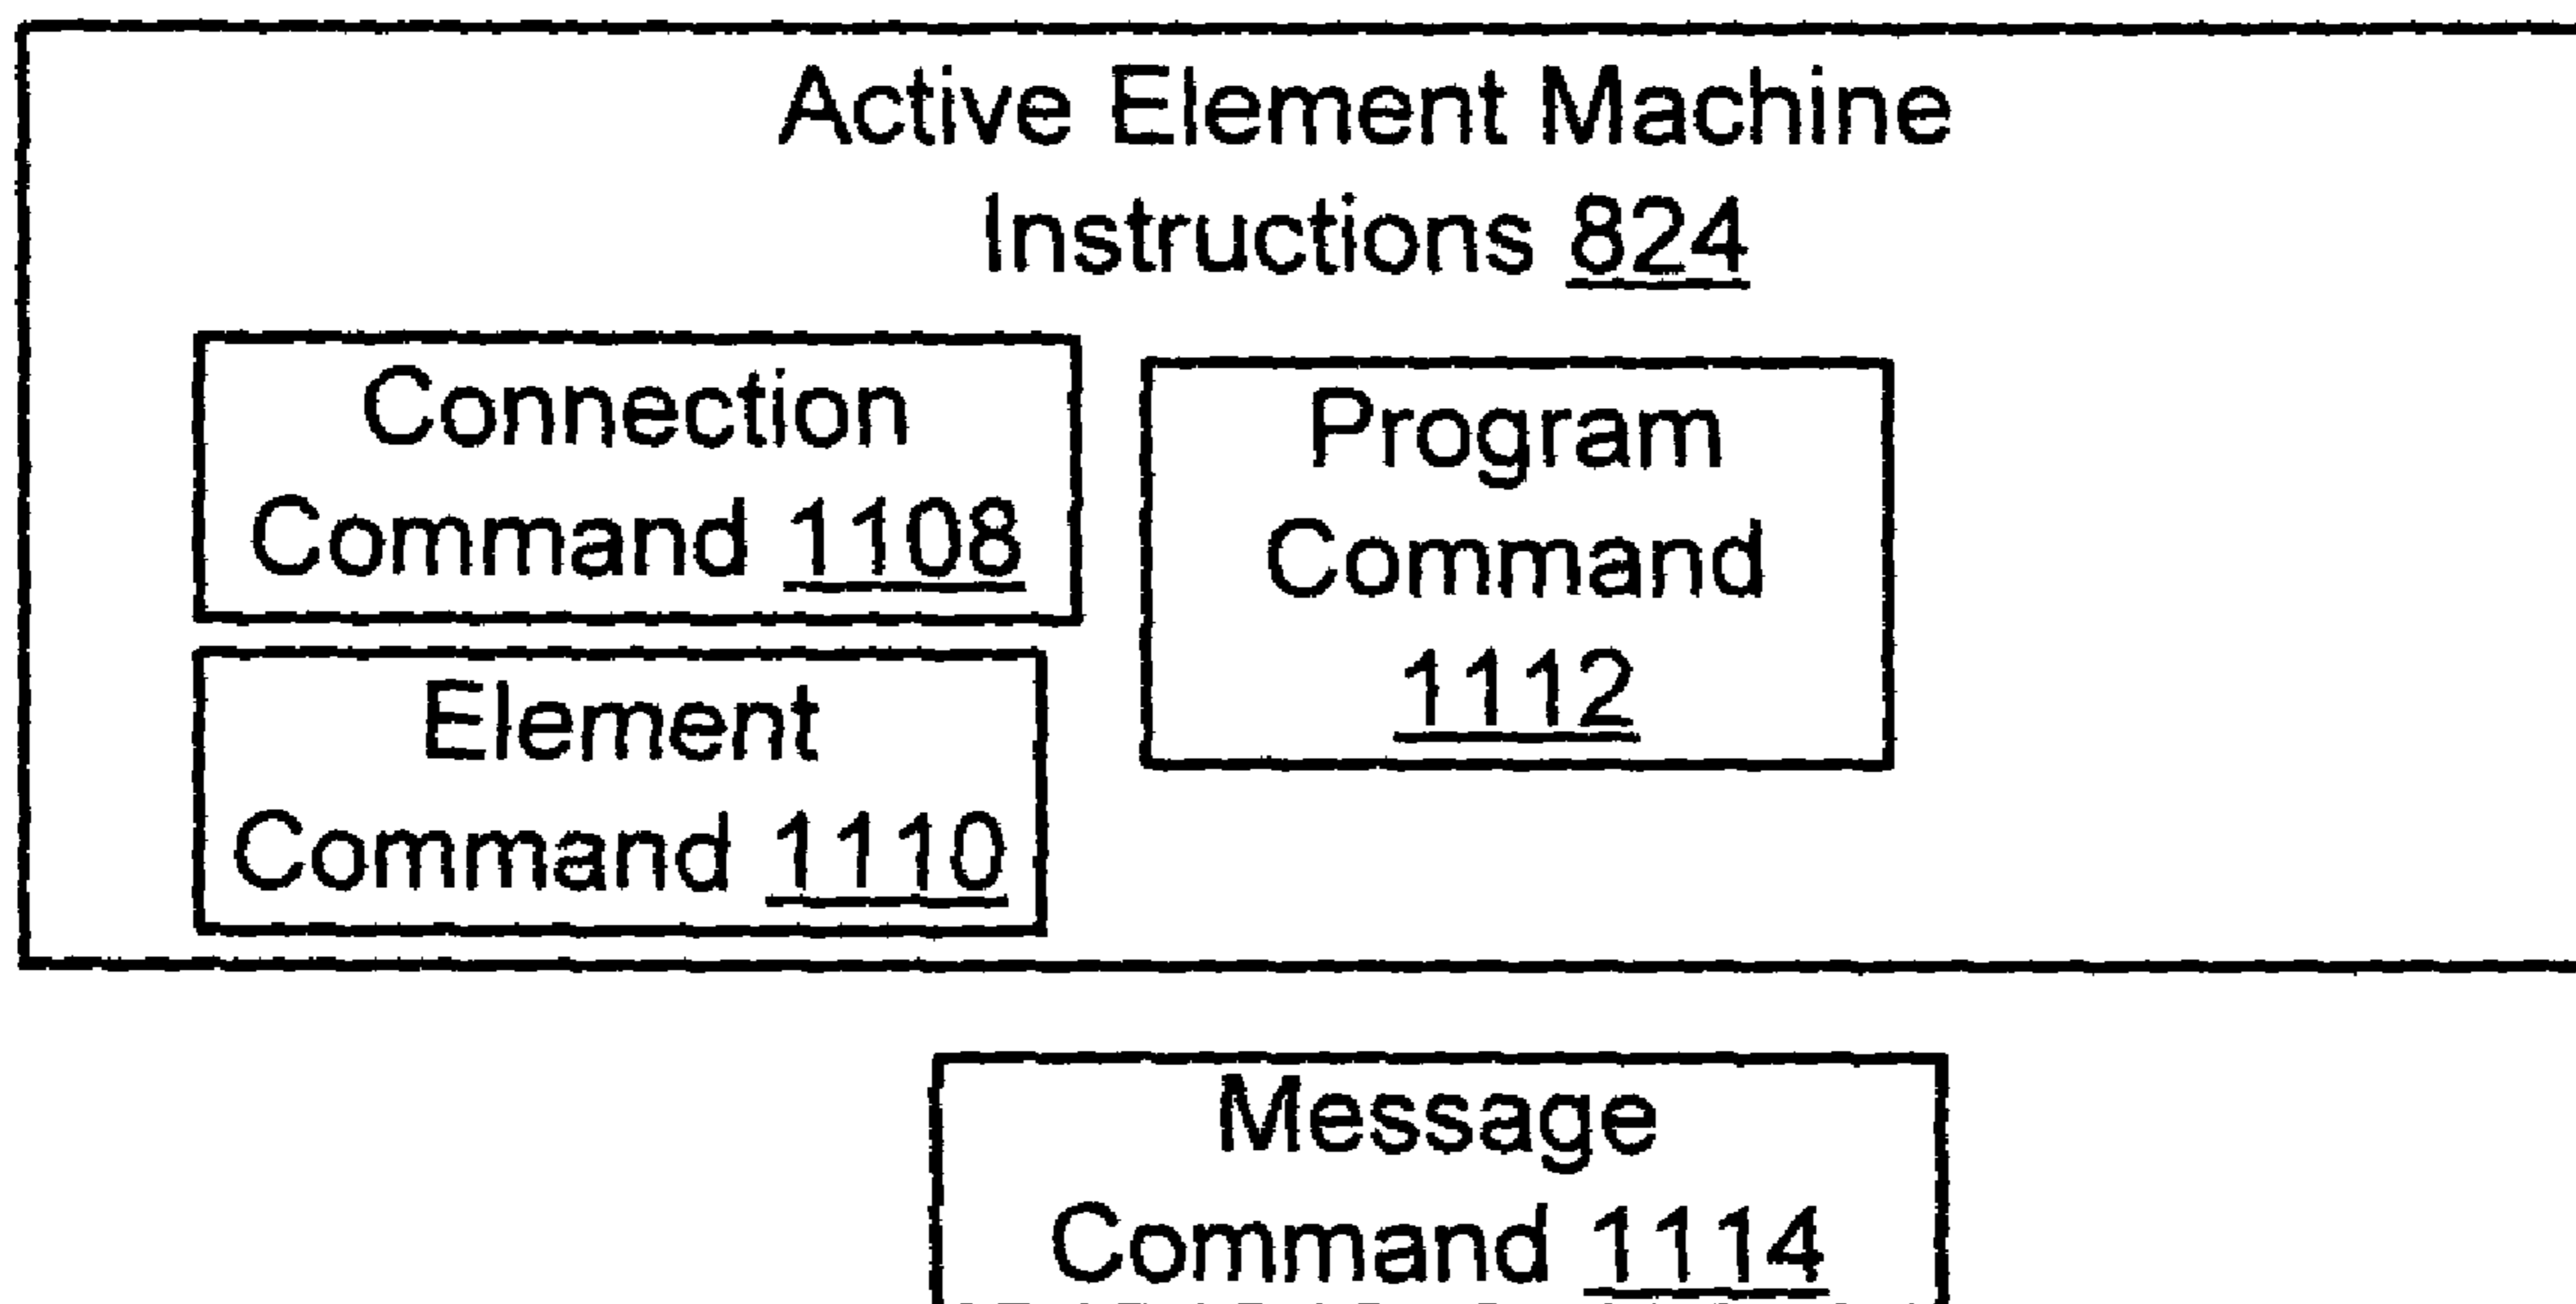 Active Element Machine
Instructions 824
Connection
Command 1108
Program
Command
1112
Element
Command 1110
Message
Command 1114